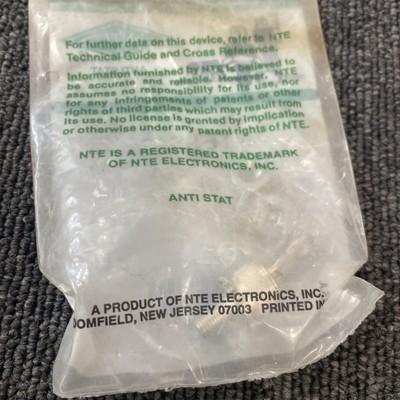 For further data on this device, refer to NTE
Technical Guide and Cross Reference.
Information furnished by NTE is believed to
be accurate and reliable. However, NTE
assumes no responsibility for its use, nor
for any infringements of patents or other
rights of third parties which may result from
its use. No license is granted by implication
or otherwise under any patent rights of NTE.
NTE IS A REGISTERED TRADEMARK
OF NTE ELECTRONICS, INC.
ANTI STAT
A PRODUCT OF NTE ELECTRONICS, INC.
OOMFIELD, NEW JERSEY 07003 PRINTED IN